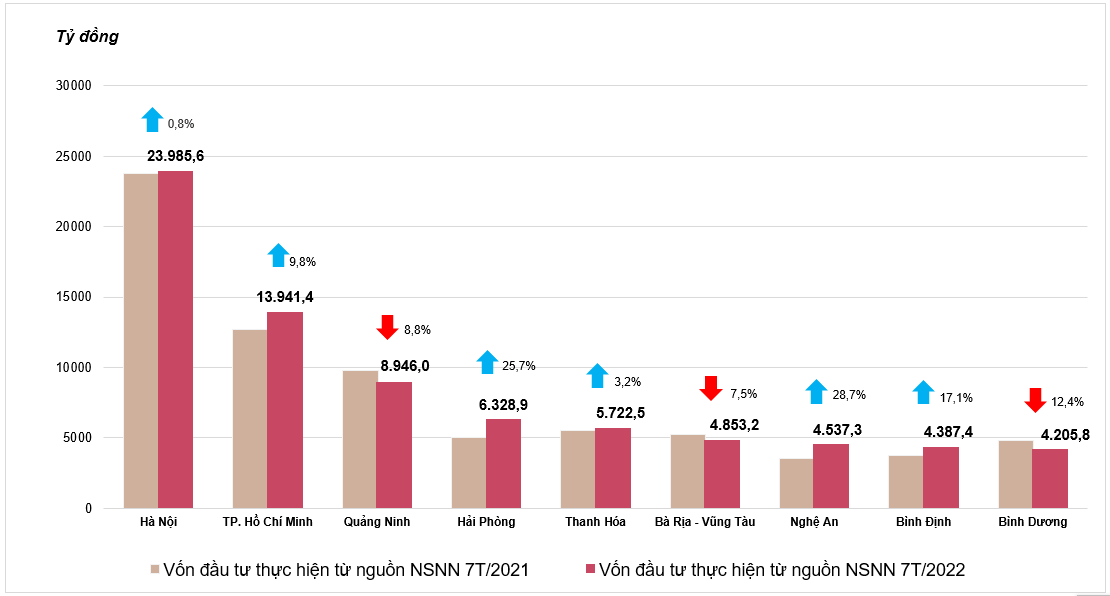 Tỷ đồng
30000
0,8%
25000
23.985,6
20000
9,8%
15000
13.941,4
8,8%
10000
8.946,0
25,7%
3,2%
7,5%
28,7%
17,1%
12,4%
6.328,9
5.722,5
4.853,2
4.537,3
4.387,4
4.205,8
5000
0
Hà Nội
TP. Hồ Chí Minh
Quảng Ninh
Hải Phòng
Thanh Hóa
Bà Rịa - Vũng Tàu
Nghệ An
Bình Định
Bình Dương
Vốn đầu tư thực hiện từ nguồn NSNN 7T/2021
Vốn đầu tư thực hiện từ nguồn NSNN 7T/2022